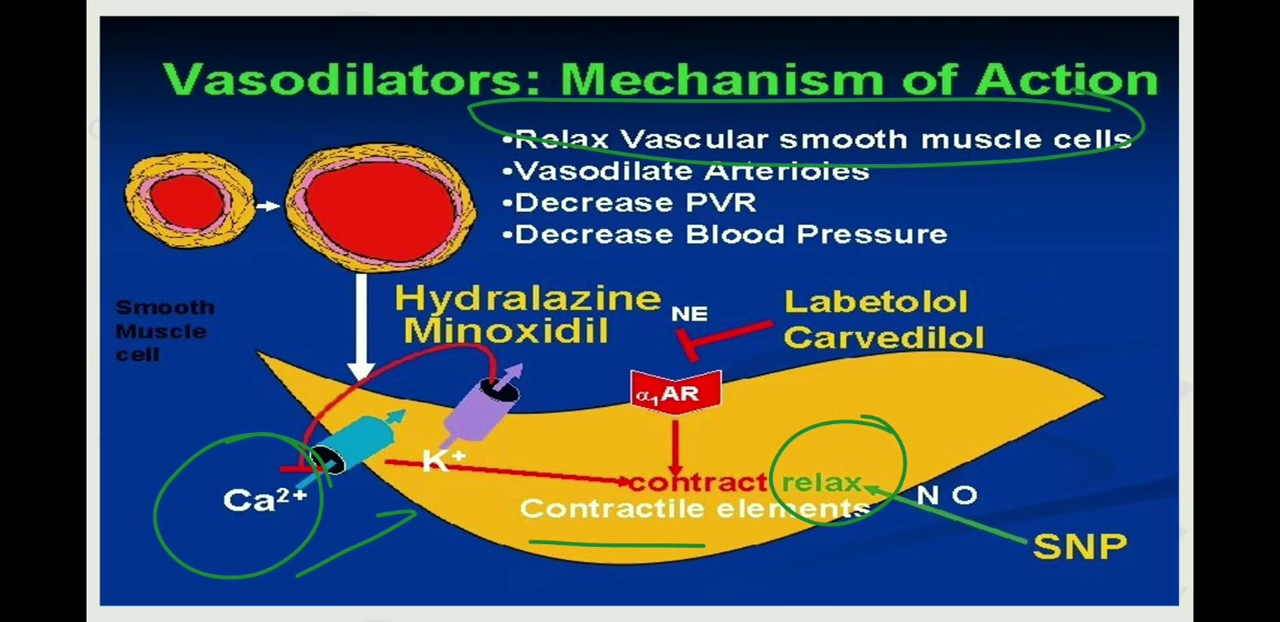 Vasodilators: Mechanism of Action
•Relax Vascular smooth muscle cells
•Vasodilate Arterioles
•Decrease PVR
•Decrease Blood Pressure
Smooth
Muscle
cell
Hydralazine
Minoxidil
NE
Labetolol
Carvedilol
α1AR
K+
Ca2+
contract relax
Contractile elements
N O
SNP